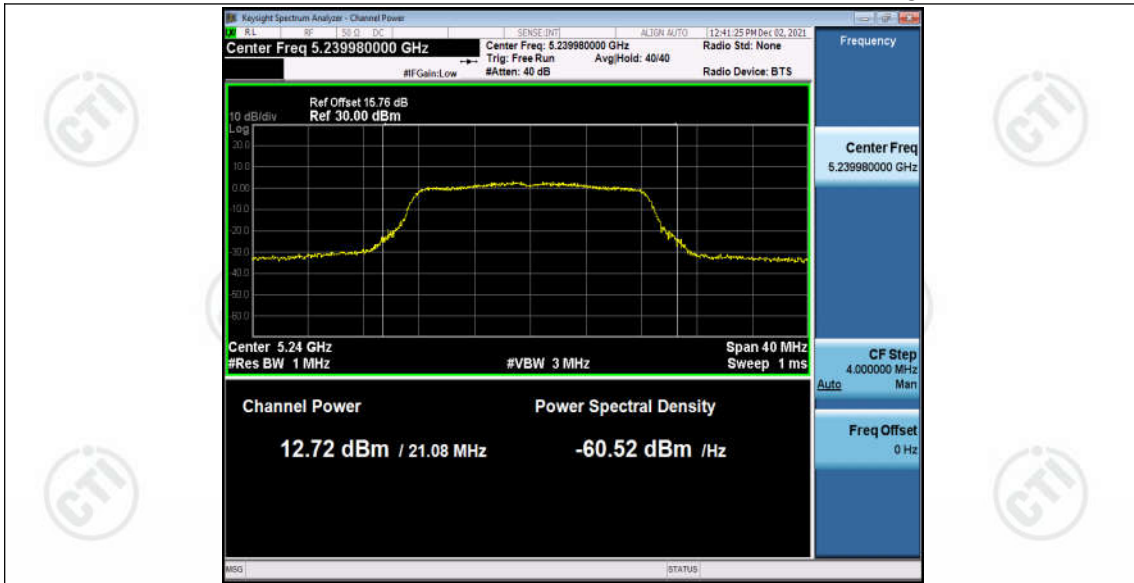 Keysight Spectrum Analyzer - Channel Power
RL RF 50 Ω DC SENSE:INT ALIGN AUTO 12:41:25 PM Dec 02, 2021
Center Freq 5.239980000 GHz
Center Freq: 5.239980000 GHz
Radio Std: None
Trig: Free Run Avg|Hold: 40/40
#IFGain:Low #Atten: 40 dB Radio Device: BTS
Frequency
Ref Offset 15.76 dB
10 dB/div Ref 30.00 dBm
Log
20.0
10.0
0.00
-10.0
-20.0
-30.0
-40.0
-50.0
-60.0
Center 5.24 GHz Span 40 MHz
#Res BW 1 MHz #VBW 3 MHz Sweep 1 ms
Channel Power Power Spectral Density
12.72 dBm / 21.08 MHz -60.52 dBm /Hz
Center Freq
5.239980000 GHz
CF Step
4.000000 MHz
Auto Man
Freq Offset
0 Hz
MSG STATUS
CTI
CTI
CTI
CTI